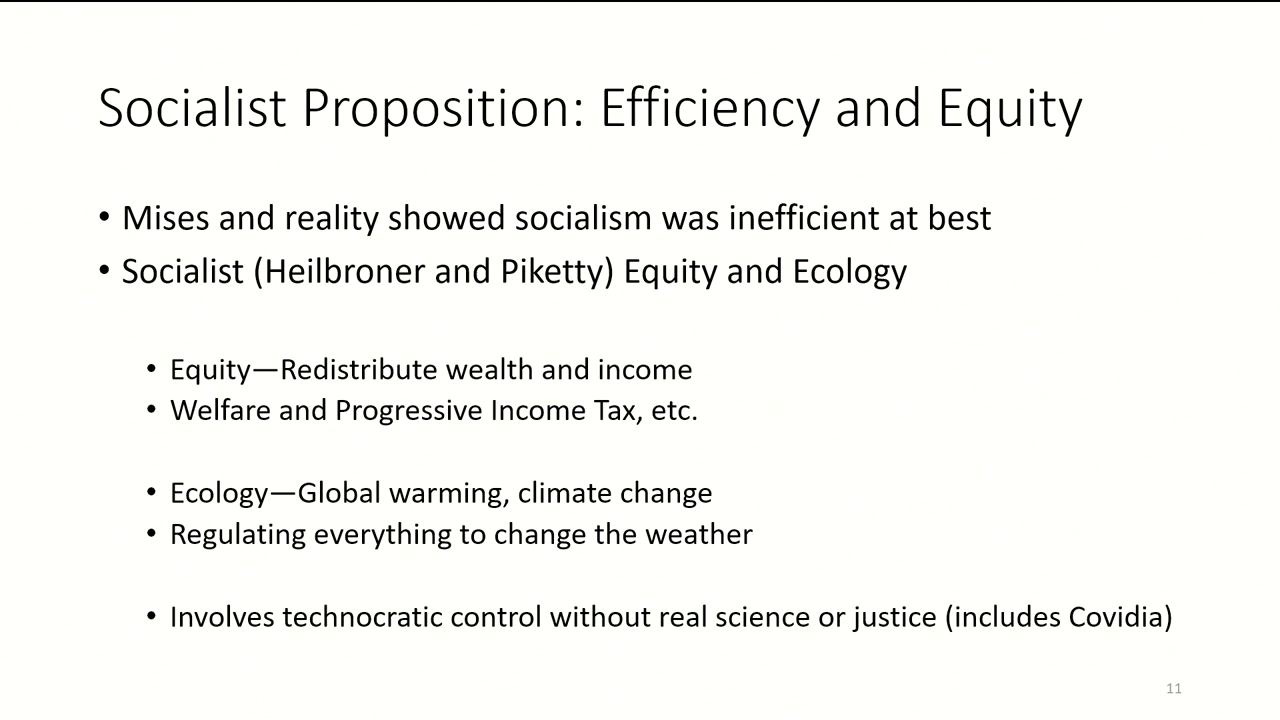 Socialist Proposition: Efficiency and Equity
• Mises and reality showed socialism was inefficient at best
• Socialist (Heilbroner and Piketty) Equity and Ecology
• Equity—Redistribute wealth and income
• Welfare and Progressive Income Tax, etc.
• Ecology—Global warming, climate change
• Regulating everything to change the weather
• Involves technocratic control without real science or justice (includes Covidia)
11